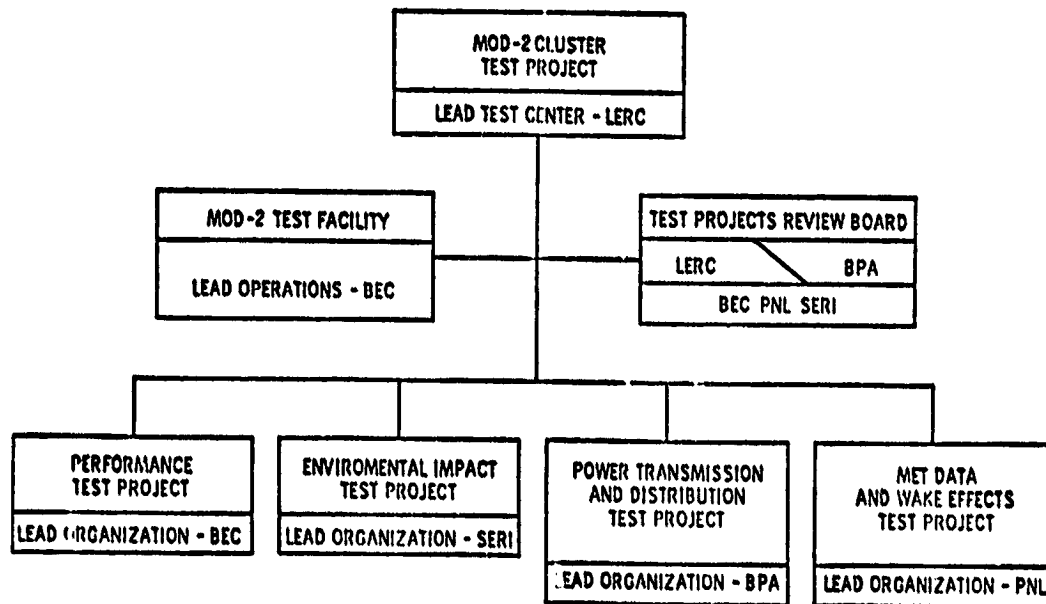 MOD-2 CLUSTER
TEST PROJECT
LEAD TEST CENTER - LERC
MOD-2 TEST FACILITY
LEAD OPERATIONS - BEC
TEST PROJECTS REVIEW BOARD
LERC BPA
BEC PNL SERI
PERFORMANCE
TEST PROJECT
LEAD ORGANIZATION - BEC
ENVIROMENTAL IMPACT
TEST PROJECT
LEAD ORGANIZATION - SERI
POWER TRANSMISSION
AND DISTRIBUTION
TEST PROJECT
LEAD ORGANIZATION - BPA
MET DATA
AND WAKE EFFECTS
TEST PROJECT
LEAD ORGANIZATION - PNL